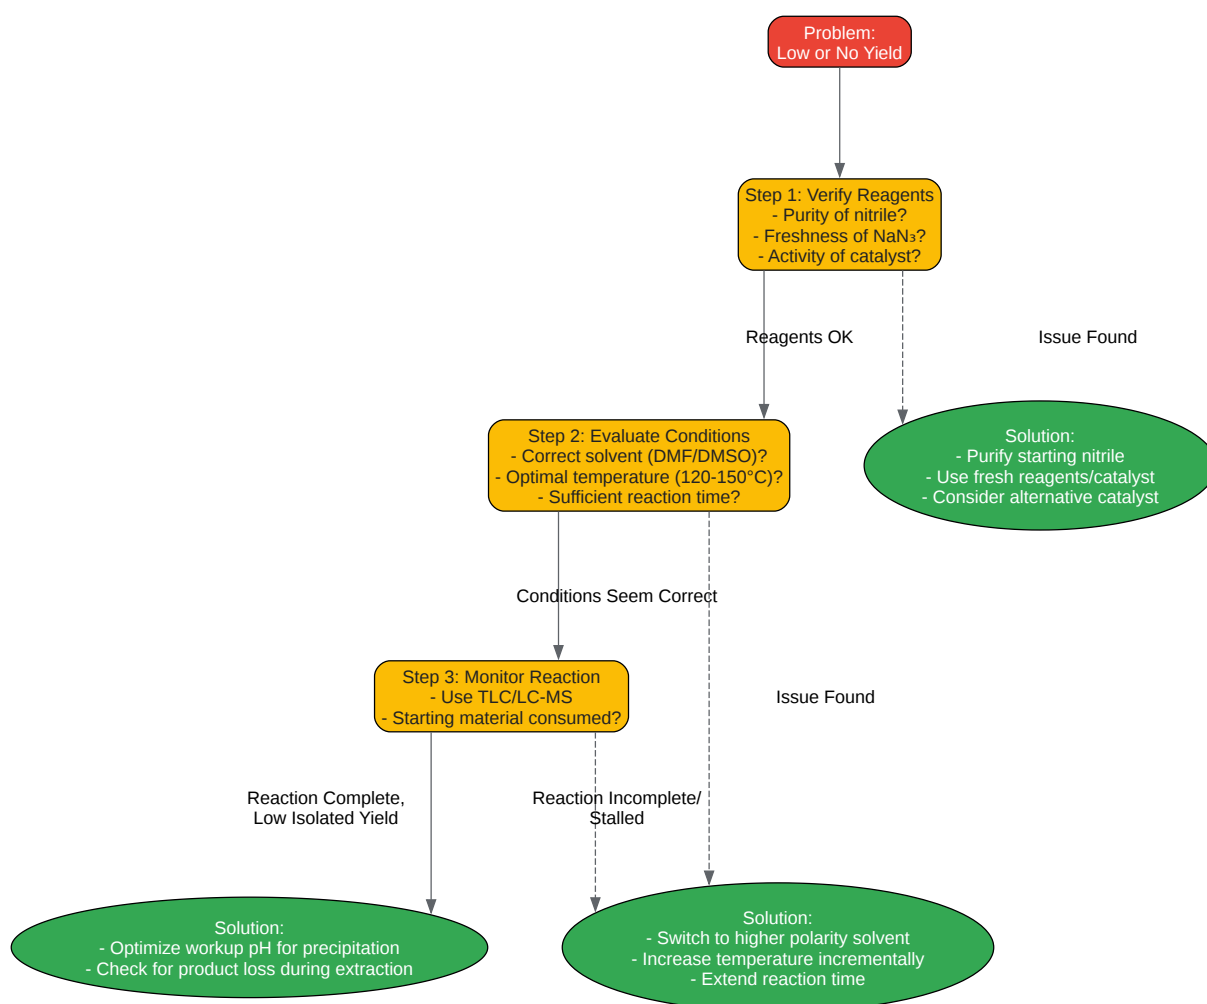 Problem:
Low or No Yield
Step 1: Verify Reagents
- Purity of nitrile?
- Freshness of NaN₃?
- Activity of catalyst?
Reagents OK
Issue Found
Step 2: Evaluate Conditions
- Correct solvent (DMF/DMSO)?
- Optimal temperature (120-150°C)?
- Sufficient reaction time?
Solution:
- Purify starting nitrile
- Use fresh reagents/catalyst
- Consider alternative catalyst
Conditions Seem Correct
Issue Found
Step 3: Monitor Reaction
- Use TLC/LC-MS
- Starting material consumed?
Reaction Complete,
Low Isolated Yield
Reaction Incomplete/
Stalled
Solution:
- Optimize workup pH for precipitation
- Check for product loss during extraction
Solution:
- Switch to higher polarity solvent
- Increase temperature incrementally
- Extend reaction time